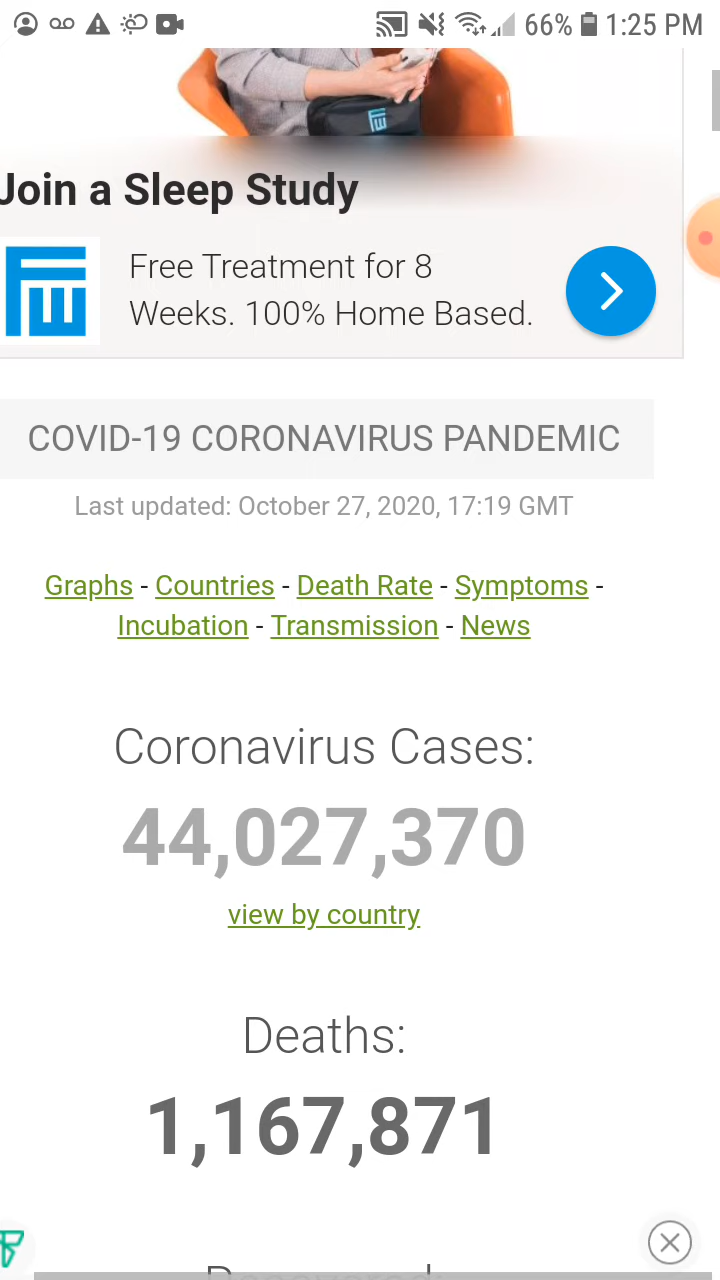 66% 1:25 PM
Join a Sleep Study
Free Treatment for 8
Weeks. 100% Home Based.
COVID-19 CORONAVIRUS PANDEMIC
Last updated: October 27, 2020, 17:19 GMT
Graphs - Countries - Death Rate - Symptoms -
Incubation - Transmission - News
Coronavirus Cases:
44,027,370
view by country
Deaths:
1,167,871